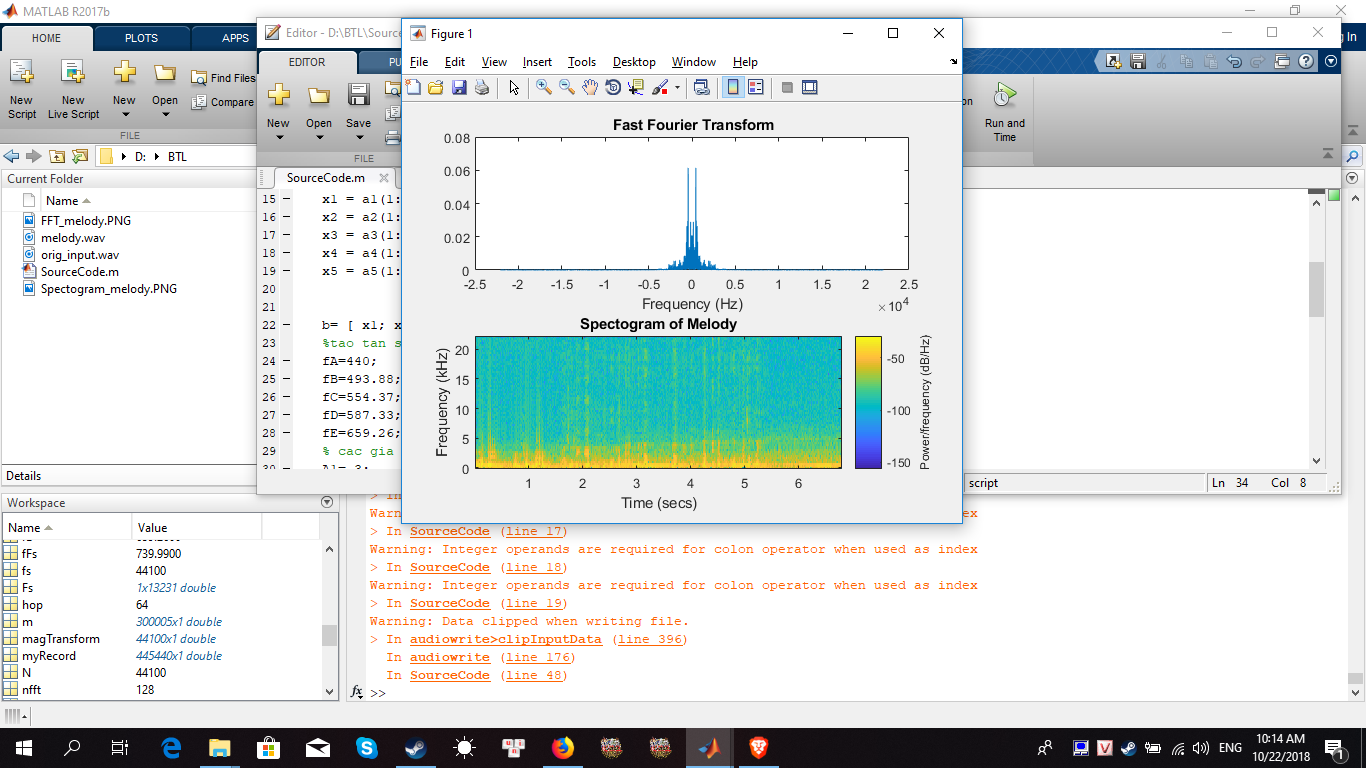 MATLAB R2017b
HOME PLOTS APPS
New Script
New Live Script
New
Open
Find Files
Compare
FILE
D: BTL
Current Folder
Name
FFT_melody.PNG
melody.wav
orig_input.wav
SourceCode.m
Spectogram_melody.PNG
Details
Workspace
Name Value
fFs 739.9900
fs 44100
Fs 1x13231 double
hop 64
m 300005x1 double
magTransform 44100x1 double
myRecord 445440x1 double
N 44100
nfft 128
Editor - D:\BTL\Sourc
EDITOR PU
New
Open
Save
FILE
Run and Time
In
SourceCode.m
15 x1 = a1(1:
16 x2 = a2(1:
17 x3 = a3(1:
18 x4 = a4(1:
19 x5 = a5(1:
20
21
22 b= [ x1; x
23 %tao tan s
24 fA=440;
25 fB=493.88;
26 fC=554.37;
27 fD=587.33;
28 fE=659.26;
29 % cac gia
script
Ln 34 Col 8
Figure 1
File Edit View Insert Tools Desktop Window Help
Fast Fourier Transform
0.08
0.06
0.04
0.02
0
-2.5 -2 -1.5 -1 -0.5 0 0.5 1 1.5 2 2.5
Frequency (Hz)
×10^4
Spectogram of Melody
Frequency (kHz)
20
15
10
5
0
1 2 3 4 5 6
Time (secs)
-50
-100
-150
Power/frequency (dB/Hz)
> In SourceCode (line 17)
Warning: Integer operands are required for colon operator when used as index
> In SourceCode (line 18)
Warning: Integer operands are required for colon operator when used as index
> In SourceCode (line 19)
Warning: Data clipped when writing file.
> In audiowrite>clipInputData (line 396)
In audiowrite (line 176)
In SourceCode (line 48)
fx >>
ENG
10:14 AM
10/22/2018